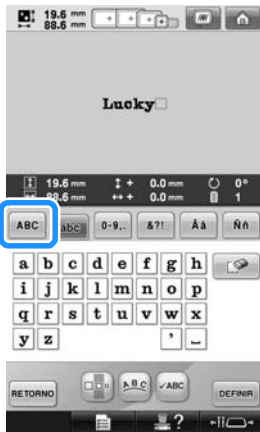 19.6 mm
88.6 mm
Lucky
19.6 mm + 0.0 mm 0°
88.6 mm + 0.0 mm 1
ABC abc 0-9,. &?! Ââ Ññ
a b c d e f g h
i j k l m n o p
q r s t u v w x
y z ' _
ABC ✓ABC
RETORNO DEFINIR
?